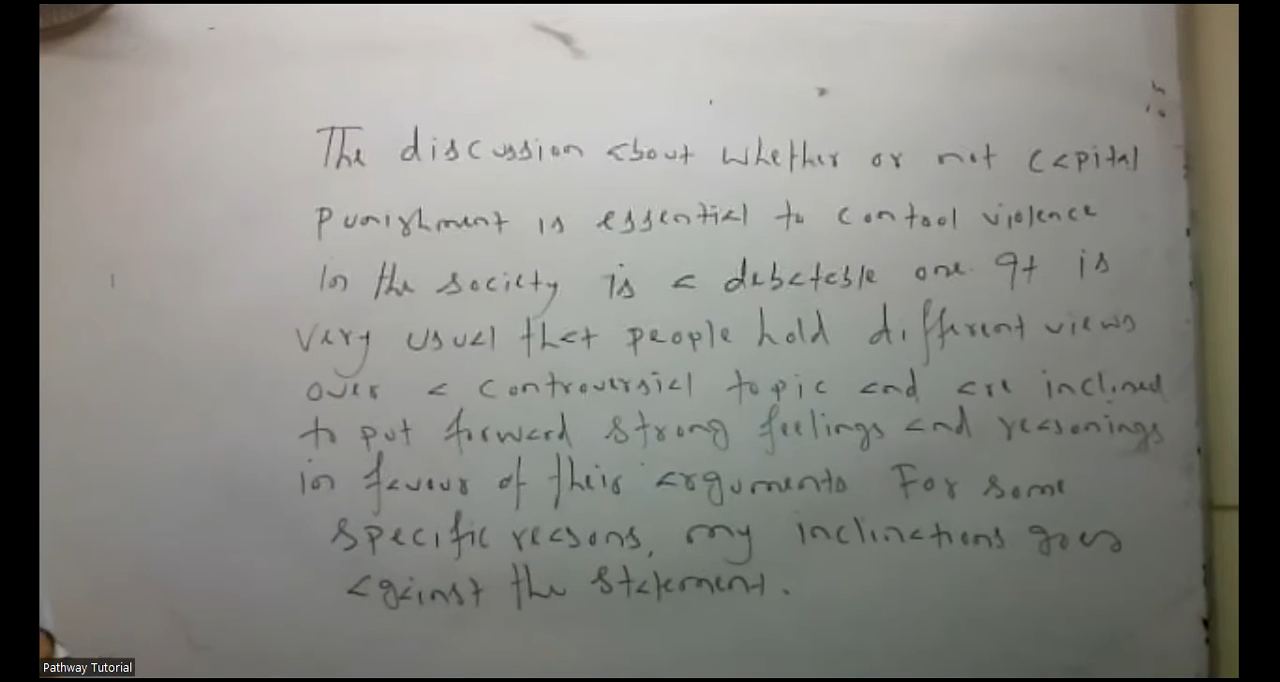 The discussion about whether or not capital
punishment is essential to control violence
in the society is a debatable one. It is
very usual that people hold different views
over a controversial topic and are inclined
to put forward strong feelings and reasonings
in favour of their arguments For some
specific reasons, my inclinations goes
against the statement.
Pathway Tutorial